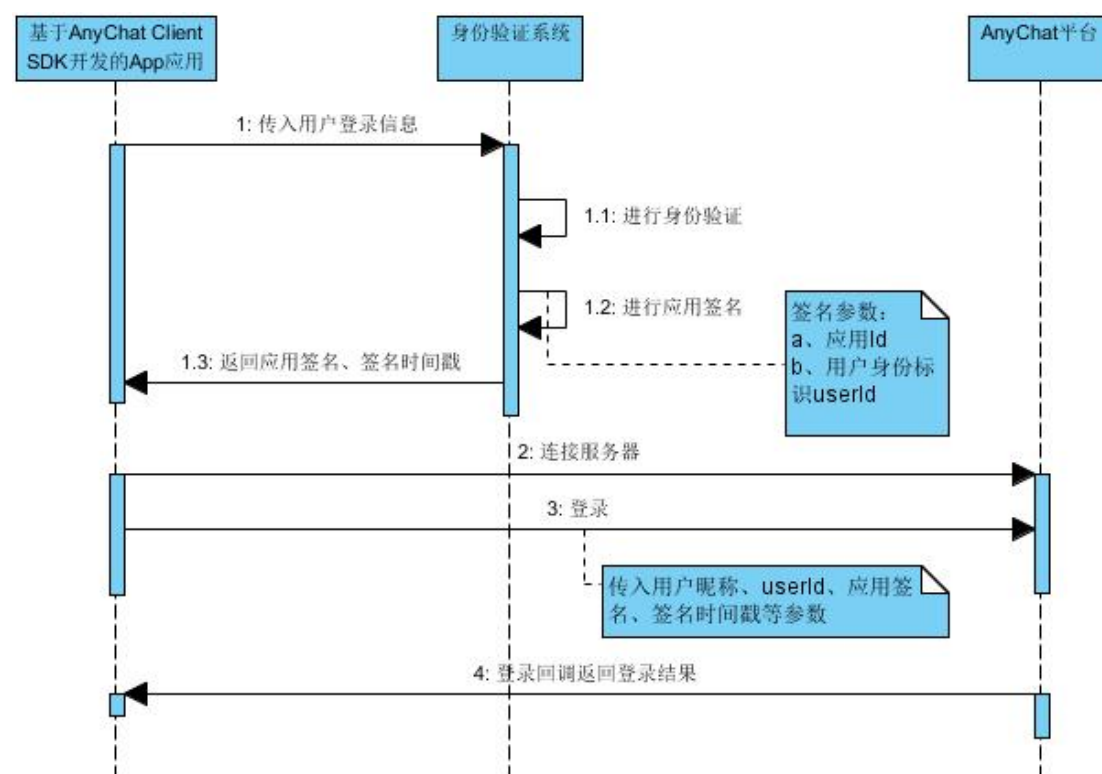 基于AnyChat Client
SDK开发的App应用
身份验证系统
AnyChat平台
1: 传入用户登录信息
1.1: 进行身份验证
1.2: 进行应用签名
签名参数：
a、应用Id
b、用户身份标
识userId
1.3: 返回应用签名、签名时间戳
2: 连接服务器
3: 登录
传入用户昵称、userId、应用签
名、签名时间戳等参数
4: 登录回调返回登录结果